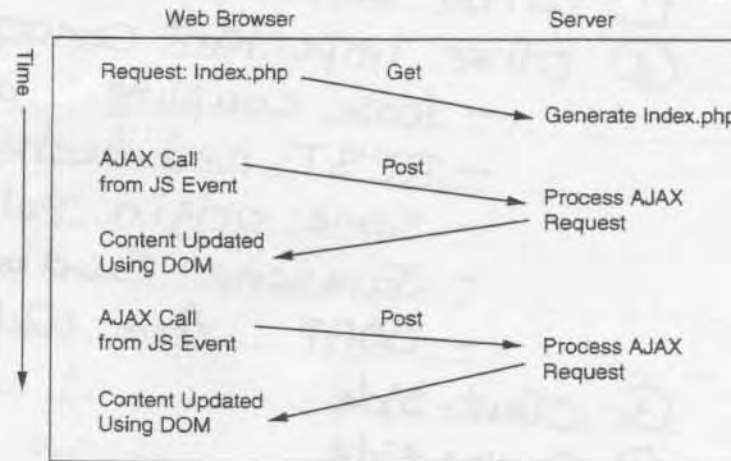 Web Browser Server
Time
Request: Index.php Get
Generate Index.php
AJAX Call Post
from JS Event
Process AJAX
Request
Content Updated
Using DOM
AJAX Call Post
from JS Event
Process AJAX
Request
Content Updated
Using DOM